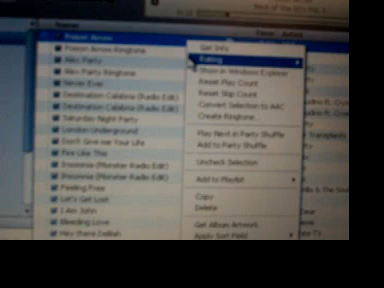 Name
Artist
Poison Arrow
Poison Arrow Ringtone
Alley Party
Alley Party Ringtone
Never Ever
Destination Calabria (Radio Edit)
Destination Calabria (Radio Edit)
Saturday Night Party
London Underground
Don't Give me Your Life
Fire Like This
Insomnia (Monster Radio Edit)
Insomnia (Monster Radio Edit)
Feeling Free
Let's Get Lost
I Am John
Bleeding Love
Hey there Delilah
Get Info
Rating
Show in Windows Explorer
Reset Play Count
Reset Skip Count
Convert Selection to AAC
Create Ringtone...
Play Next in Party Shuffle
Add to Party Shuffle
Uncheck Selection
Add to Playlist
Copy
Delete
Get Album Artwork
Apply Sort Field